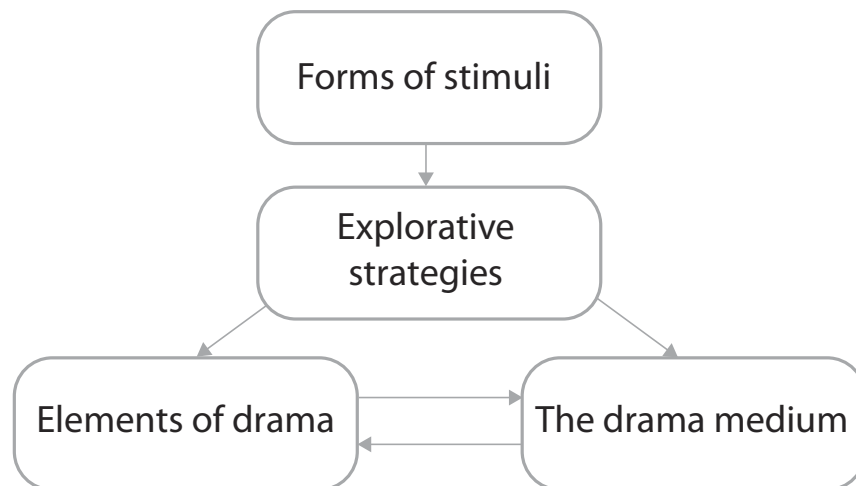 Forms of stimuli
Explorative
strategies
Elements of drama
The drama medium